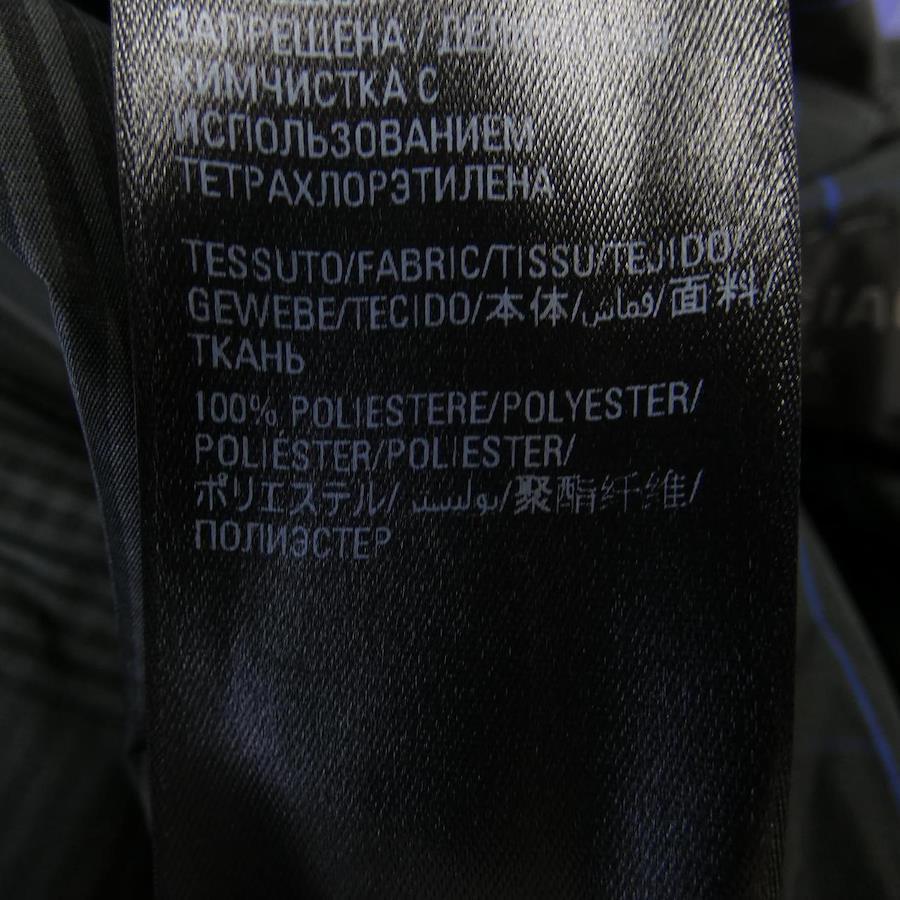 ЗАПРЕЩЕНА /
ХИМЧИСТКА С
ИСПОЛЬЗОВАНИЕМ
ТЕТРАХЛОРЭТИЛЕНА
TESSUTO/FABRIC/TISSU/TEJIDO/
GEWEBE/TECIDO/本体/قماش/面料/
ТКАНЬ
100% POLIESTERE/POLYESTER/
POLIÉSTER/POLIESTER/
ポリエステル/بوليستر/聚酯纤维/
ПОЛИЭСТЕР